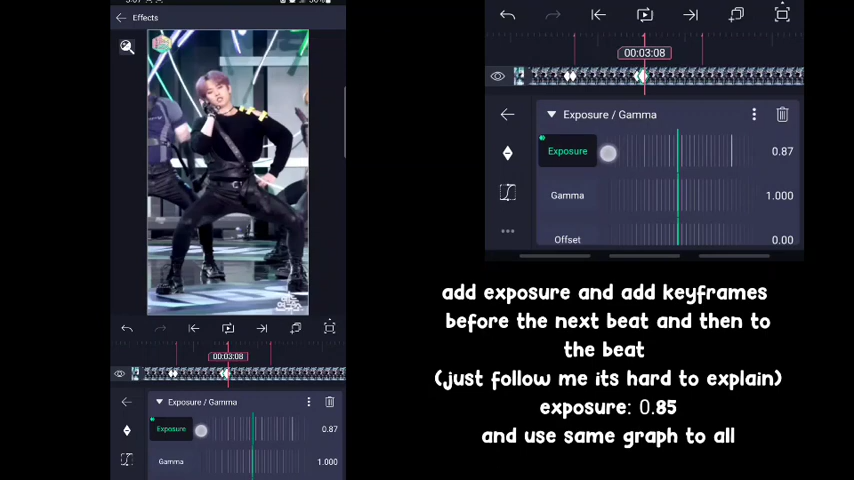 Effects
00:03:08
Exposure / Gamma
Exposure
0.87
Gamma
1.000
00:03:08
Exposure / Gamma
Exposure
0.87
Gamma
1.000
Offset
0.00
add exposure and add keyframes
before the next beat and then to
the beat
(just follow me its hard to explain)
exposure: 0.85
and use same graph to all